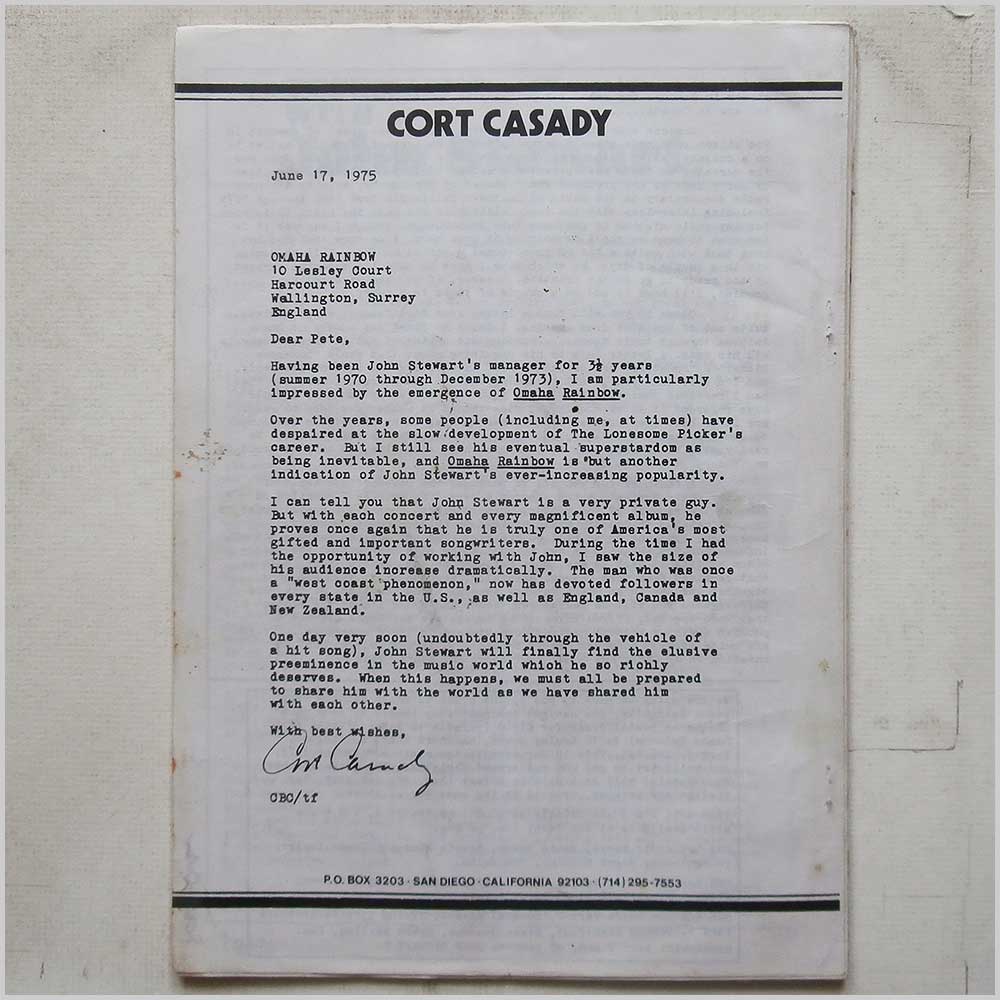 CORT CASADY
June 17, 1975
OMAHA RAINBOW
10 Lesley Court
Harcourt Road
Wallington, Surrey
England
Dear Pete,
Having been John Stewart's manager for 3½ years
(summer 1970 through December 1973), I am particularly
impressed by the emergence of Omaha Rainbow.
Over the years, some people (including me, at times) have
despaired at the slow development of The Lonesome Picker's
career. But I still see his eventual superstardom as
being inevitable, and Omaha Rainbow is but another
indication of John Stewart's ever-increasing popularity.
I can tell you that John Stewart is a very private guy.
But with each concert and every magnificent album, he
proves once again that he is truly one of America's most
gifted and important songwriters. During the time I had
the opportunity of working with John, I saw the size of
his audience increase dramatically. The man who was once
a "west coast phenomenon," now has devoted followers in
every state in the U.S., as well as England, Canada and
New Zealand.
One day very soon (undoubtedly through the vehicle of
a hit song), John Stewart will finally find the elusive
preeminence in the music world which he so richly
deserves. When this happens, we must all be prepared
to share him with the world as we have shared him
with each other.
With best wishes,
Cort Casady
CBC/tf
P.O. BOX 3203 · SAN DIEGO · CALIFORNIA 92103 · (714) 295-7553